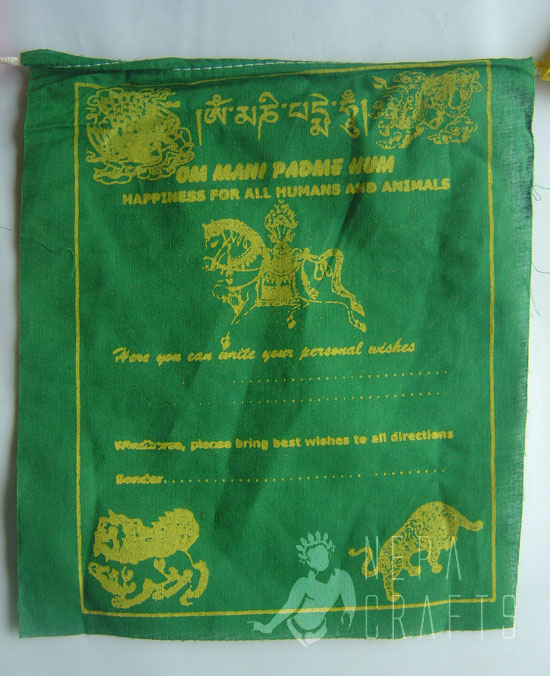 །ༀ་མ་ཎི་པདྨེ་ཧཱུྃ།
OM MANI PADME HUM
HAPPINESS FOR ALL HUMANS AND ANIMALS
Here you can write your personal wishes
please bring best wishes to all directions
Sender
NEPA
CRAFTS